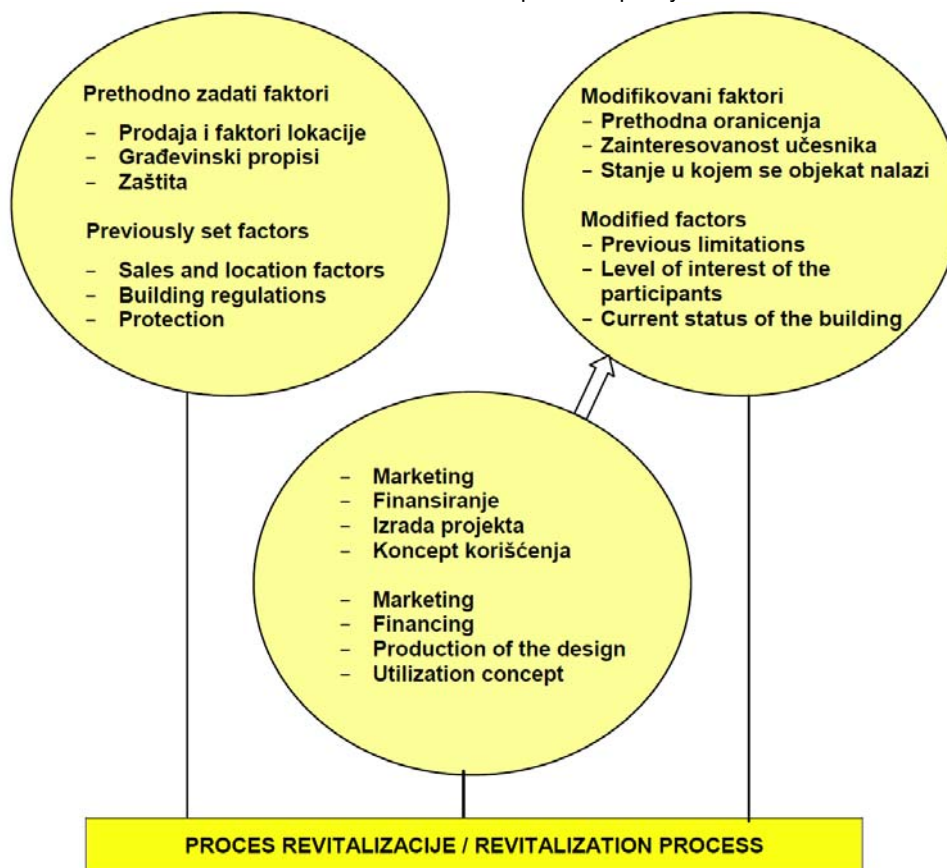 Prethodno zadati faktori
– Prodaja i faktori lokacije
– Građevinski propisi
– Zaštita
Previously set factors
– Sales and location factors
– Building regulations
– Protection
Modifikovani faktori
– Prethodna oranicenja
– Zainteresovanost učesnika
– Stanje u kojem se objekat nalazi
Modified factors
– Previous limitations
– Level of interest of the
participants
– Current status of the building
– Marketing
– Finansiranje
– Izrada projekta
– Koncept korišćenja
– Marketing
– Financing
– Production of the design
– Utilization concept
PROCES REVITALIZACIJE / REVITALIZATION PROCESS